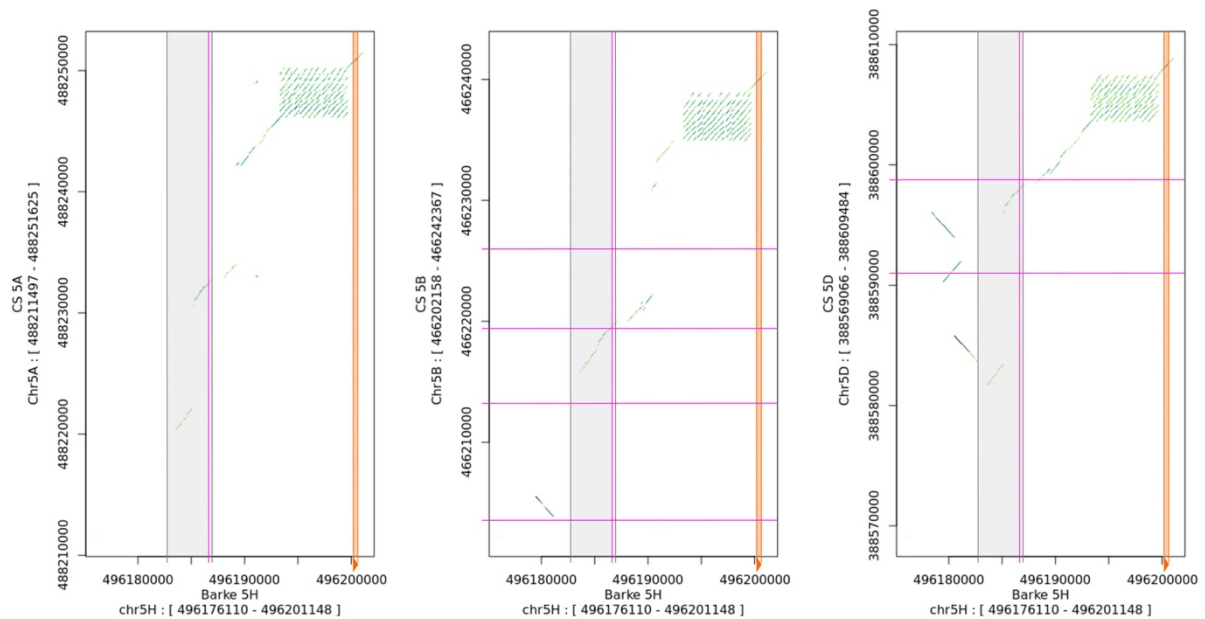 CS 5A
Chr5A : [ 488211497 - 488251625 ]
488250000
488240000
488230000
488220000
488210000
496180000 496190000 496200000
Barke 5H
chr5H : [ 496176110 - 496201148 ]
CS 5B
Chr5B : [ 466202158 - 466242367 ]
466240000
466230000
466220000
466210000
496180000 496190000 496200000
Barke 5H
chr5H : [ 496176110 - 496201148 ]
CS 5D
Chr5D : [ 388569066 - 388609484 ]
388610000
388600000
388590000
388580000
388570000
496180000 496190000 496200000
Barke 5H
chr5H : [ 496176110 - 496201148 ]